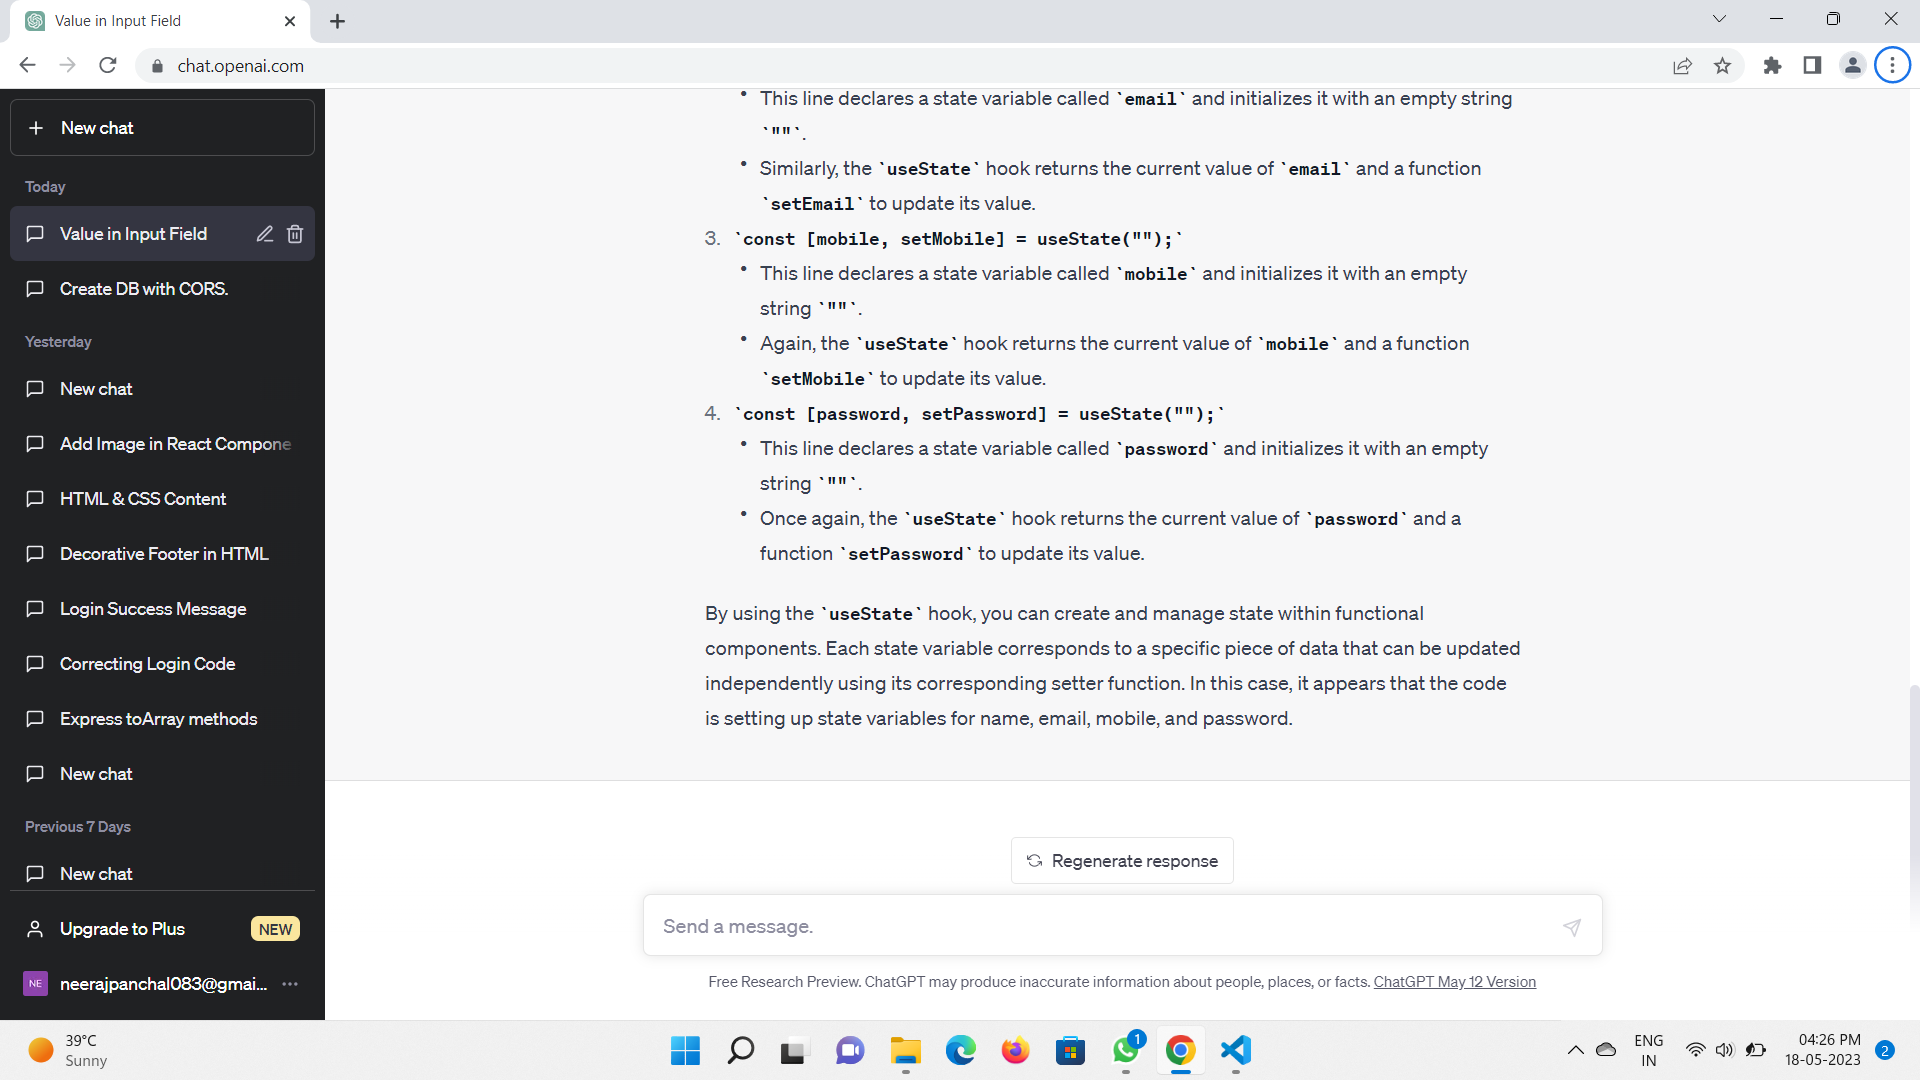 Value in Input Field
chat.openai.com
New chat
Today
Value in Input Field
Create DB with CORS.
Yesterday
New chat
Add Image in React Compone
HTML & CSS Content
Decorative Footer in HTML
Login Success Message
Correcting Login Code
Express toArray methods
New chat
Previous 7 Days
New chat
Upgrade to Plus NEW
NE neerajpanchal083@gmai...
• This line declares a state variable called `email` and initializes it with an empty string
`""`.
• Similarly, the `useState` hook returns the current value of `email` and a function
`setEmail` to update its value.
3. `const [mobile, setMobile] = useState("");`
• This line declares a state variable called `mobile` and initializes it with an empty
string `""`.
• Again, the `useState` hook returns the current value of `mobile` and a function
`setMobile` to update its value.
4. `const [password, setPassword] = useState("");`
• This line declares a state variable called `password` and initializes it with an empty
string `""`.
• Once again, the `useState` hook returns the current value of `password` and a
function `setPassword` to update its value.
By using the `useState` hook, you can create and manage state within functional
components. Each state variable corresponds to a specific piece of data that can be updated
independently using its corresponding setter function. In this case, it appears that the code
is setting up state variables for name, email, mobile, and password.
Regenerate response
Send a message.
Free Research Preview. ChatGPT may produce inaccurate information about people, places, or facts. ChatGPT May 12 Version
39°C
Sunny
1
ENG
IN
04:26 PM
18-05-2023
2